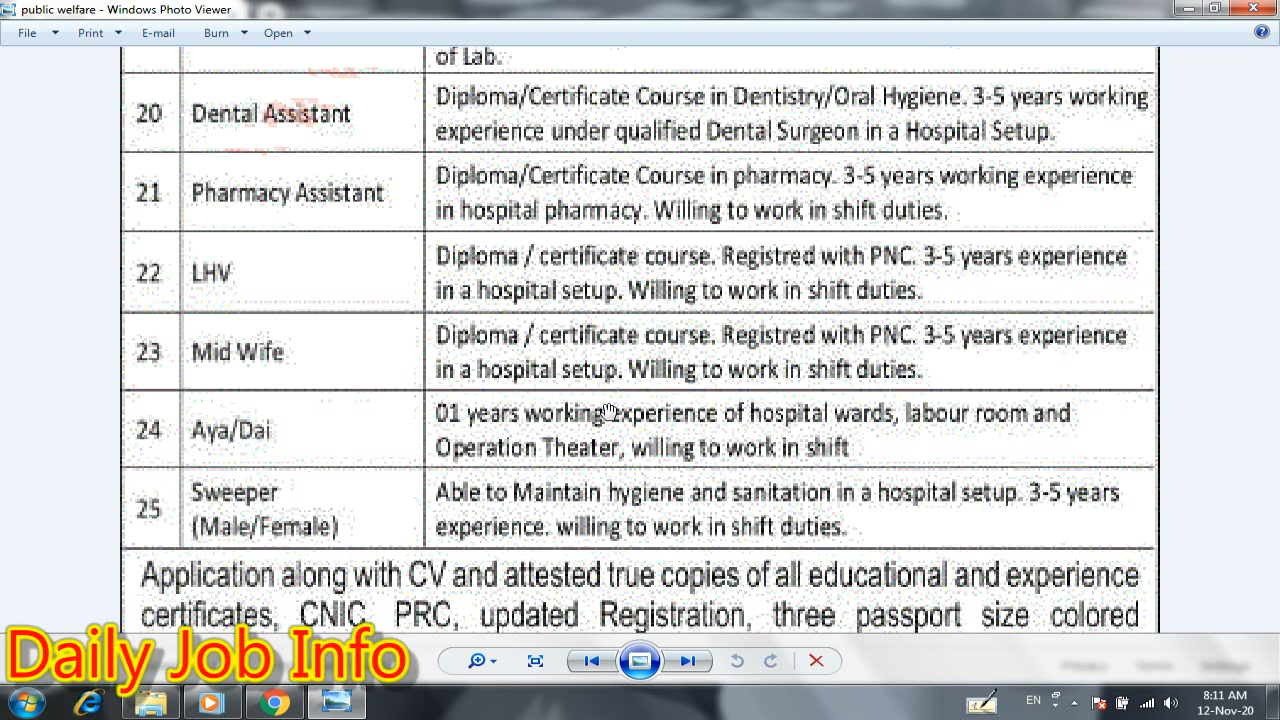 public welfare - Windows Photo Viewer
File Print E-mail Burn Open
of Lab.
20 Dental Assistant Diploma/Certificate Course in Dentistry/Oral Hygiene. 3-5 years working
experience under qualified Dental Surgeon in a Hospital Setup.
21 Pharmacy Assistant Diploma/Certificate Course in pharmacy. 3-5 years working experience
in hospital pharmacy. Willing to work in shift duties.
22 LHV Diploma / certificate course. Registred with PNC. 3-5 years experience
in a hospital setup. Willing to work in shift duties.
23 Mid Wife Diploma / certificate course. Registred with PNC. 3-5 years experience
in a hospital setup. Willing to work in shift duties.
24 Aya/Dai 01 years working experience of hospital wards, labour room and
Operation Theater, willing to work in shift
25 Sweeper
(Male/Female) Able to Maintain hygiene and sanitation in a hospital setup. 3-5 years
experience. willing to work in shift duties.
Application along with CV and attested true copies of all educational and experience
certificates, CNIC, PRC, updated Registration, three passport size colored
Daily Job Info
EN
8:11 AM
12-Nov-20